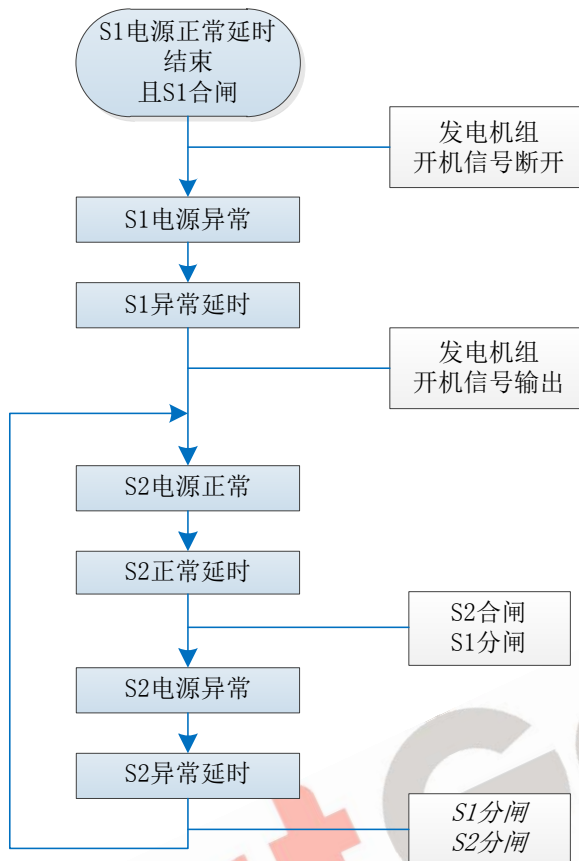 S1电源正常延时
结束
且S1合闸
发电机组
开机信号断开
S1电源异常
S1异常延时
发电机组
开机信号输出
S2电源正常
S2正常延时
S2合闸
S1分闸
S2电源异常
S2异常延时
S1分闸
S2分闸